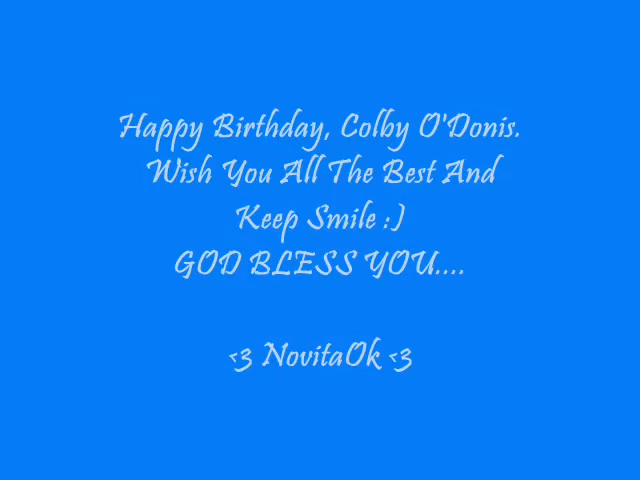 Happy Birthday, Colby O'Donis.
Wish You All The Best And
Keep Smile :)
GOD BLESS YOU....
<3 NovitaOk <3